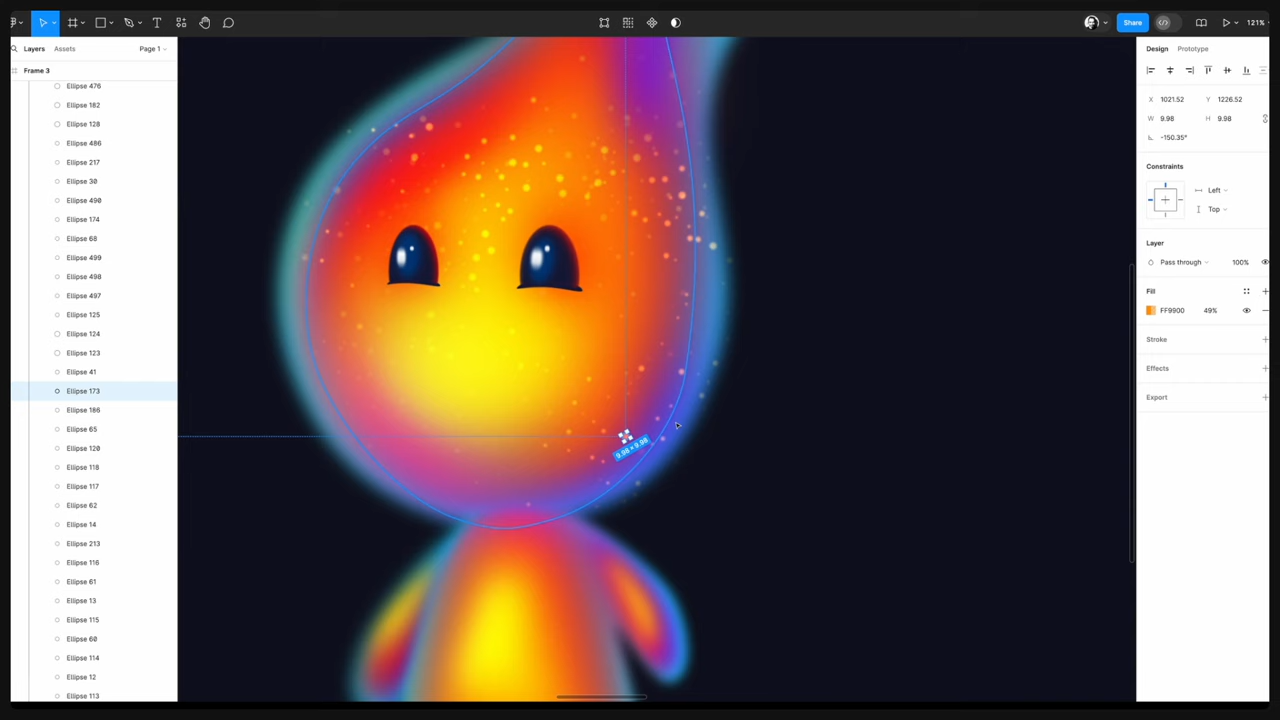 Share
121%
Layers
Assets
Page 1
Frame 3
Ellipse 476
Ellipse 182
Ellipse 128
Ellipse 486
Ellipse 217
Ellipse 30
Ellipse 490
Ellipse 174
Ellipse 68
Ellipse 499
Ellipse 498
Ellipse 497
Ellipse 125
Ellipse 124
Ellipse 123
Ellipse 41
Ellipse 173
Ellipse 186
Ellipse 65
Ellipse 120
Ellipse 118
Ellipse 117
Ellipse 62
Ellipse 14
Ellipse 213
Ellipse 116
Ellipse 61
Ellipse 13
Ellipse 115
Ellipse 60
Ellipse 114
Ellipse 12
Ellipse 113
9.98 × 9.98
Design
Prototype
X 1021.52 Y 1226.52
W 9.98 H 9.98
-150.35°
Constraints
Left
Top
Layer
Pass through 100%
Fill
FF9900 49%
Stroke
Effects
Export